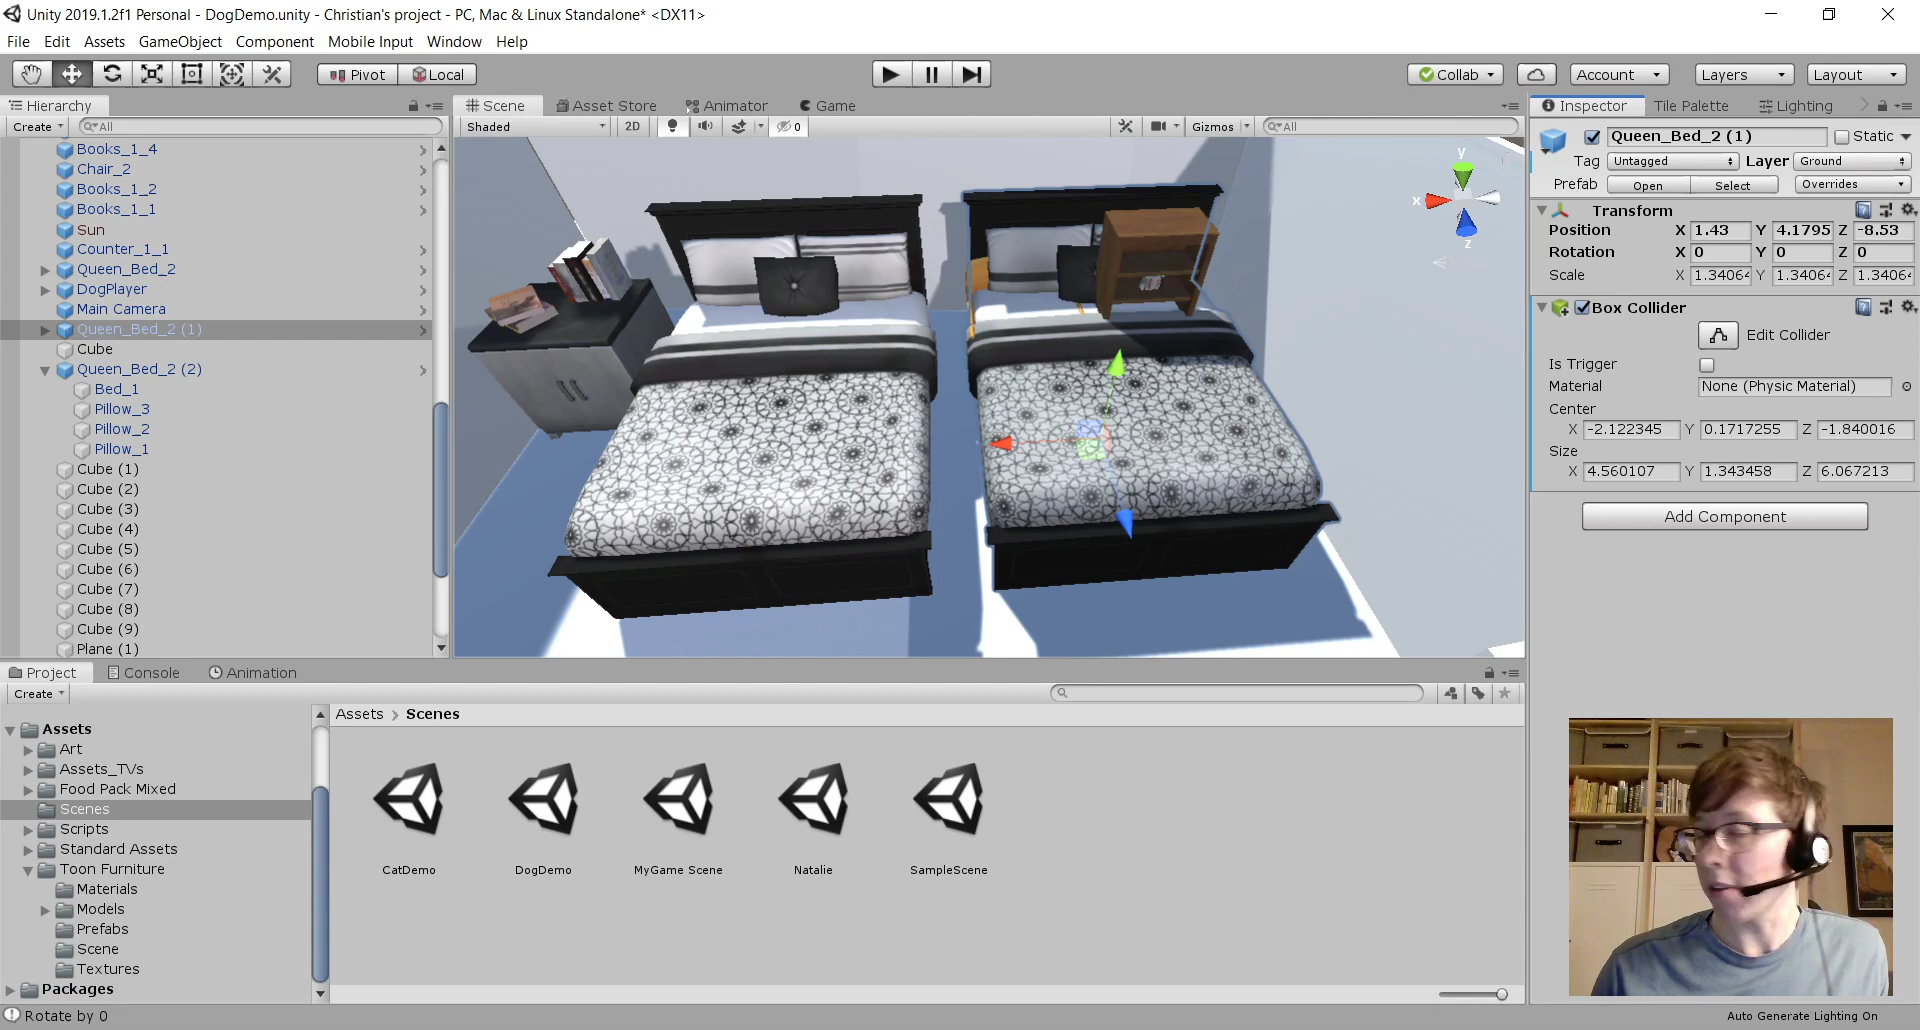 Unity 2019.1.2f1 Personal - DogDemo.unity - Christian's project - PC, Mac & Linux Standalone* <DX11>
File Edit Assets GameObject Component Mobile Input Window Help
Pivot Local Collab Account Layers Layout
Hierarchy
Create All
Books_1_4
Chair_2
Books_1_2
Books_1_1
Sun
Counter_1_1
Queen_Bed_2
DogPlayer
Main Camera
Queen_Bed_2 (1)
Cube
Queen_Bed_2 (2)
Bed_1
Pillow_3
Pillow_2
Pillow_1
Cube (1)
Cube (2)
Cube (3)
Cube (4)
Cube (5)
Cube (6)
Cube (7)
Cube (8)
Cube (9)
Plane (1)
Scene Asset Store Animator Game
Shaded 2D 0 Gizmos All
y
x
z
Inspector Tile Palette Lighting
Queen_Bed_2 (1) Static
Tag Untagged Layer Ground
Prefab Open Select Overrides
Transform
Position X 1.43 Y 4.1795 Z -8.53
Rotation X 0 Y 0 Z 0
Scale X 1.34064 Y 1.34064 Z 1.34064
Box Collider
Edit Collider
Is Trigger
Material None (Physic Material)
Center
X -2.122345 Y 0.1717255 Z -1.840016
Size
X 4.560107 Y 1.343458 Z 6.067213
Add Component
Project Console Animation
Create
Assets
Art
Assets_TVs
Food Pack Mixed
Scenes
Scripts
Standard Assets
Toon Furniture
Materials
Models
Prefabs
Scene
Textures
Packages
Assets > Scenes
CatDemo DogDemo MyGame Scene Natalie SampleScene
Rotate by 0
Auto Generate Lighting On